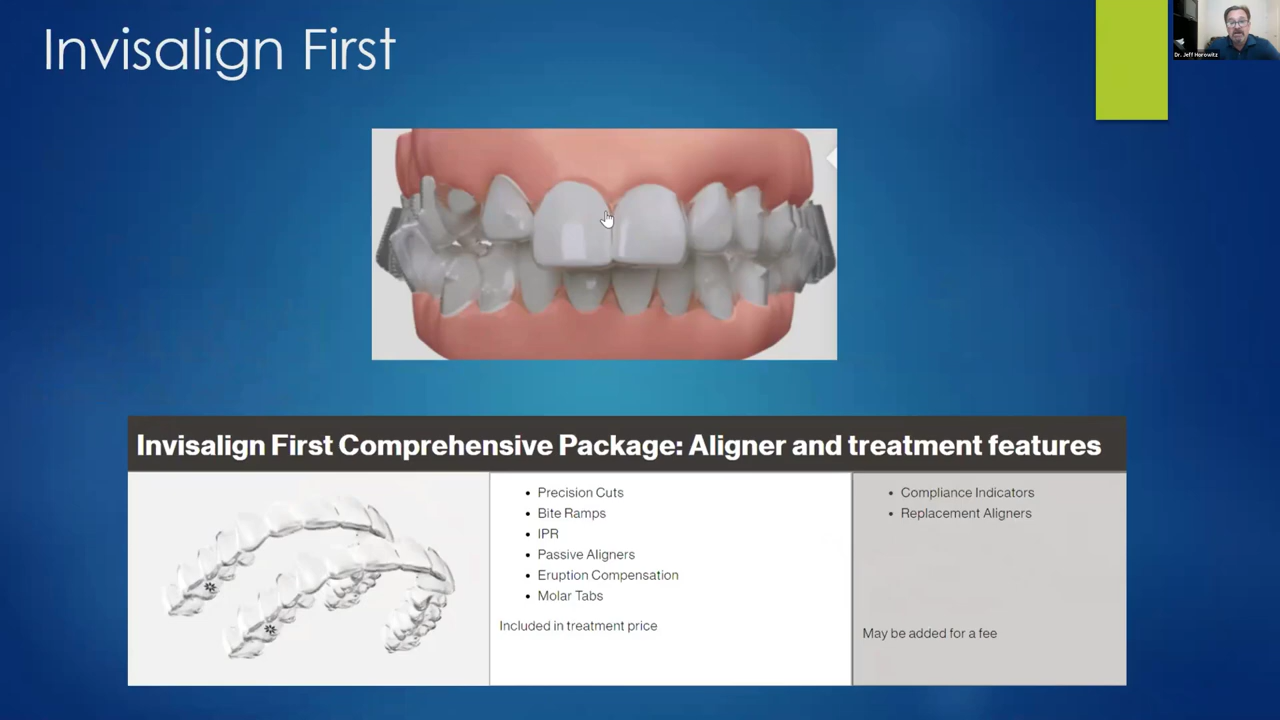 Invisalign First
Dr. Jeff Horowitz
Invisalign First Comprehensive Package: Aligner and treatment features
• Precision Cuts
• Bite Ramps
• IPR
• Passive Aligners
• Eruption Compensation
• Molar Tabs
Included in treatment price
• Compliance Indicators
• Replacement Aligners
May be added for a fee